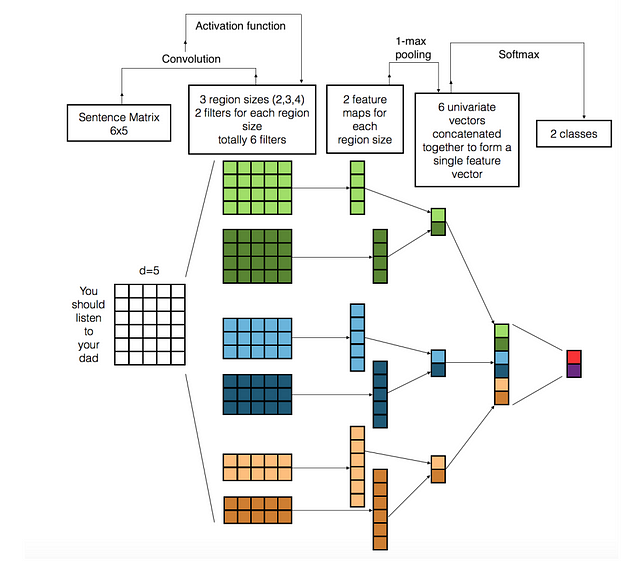 Activation function
Convolution
1-max
pooling
Softmax
Sentence Matrix
6x5
3 region sizes (2,3,4)
2 filters for each region
size
totally 6 filters
2 feature
maps for
each
region size
6 univariate
vectors
concatenated
together to form a
single feature
vector
2 classes
d=5
You
should
listen
to
your
dad